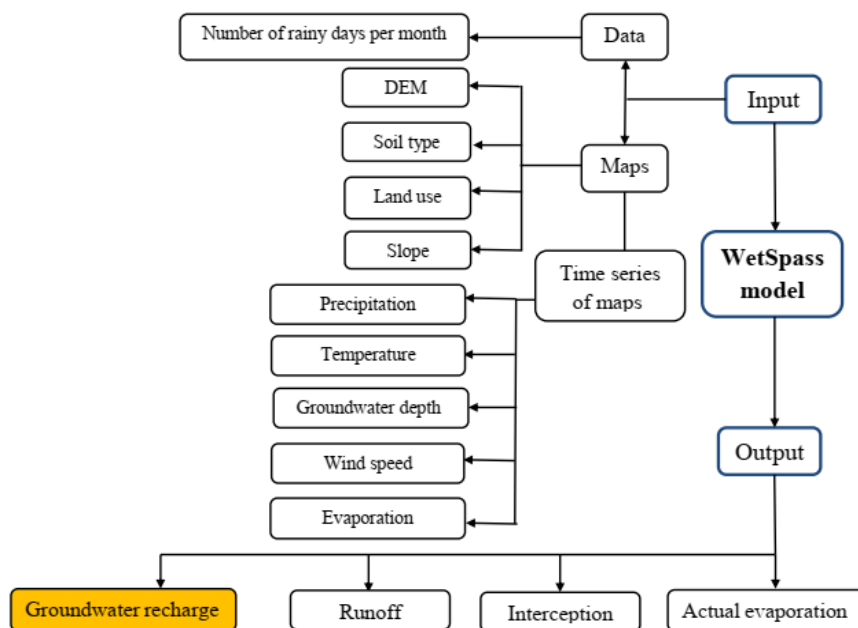 Number of rainy days per month
Data
DEM
Input
Soil type
Maps
Land use
Slope
WetSpass
model
Time series
of maps
Precipitation
Temperature
Groundwater depth
Wind speed
Output
Evaporation
Groundwater recharge
Runoff
Interception
Actual evaporation